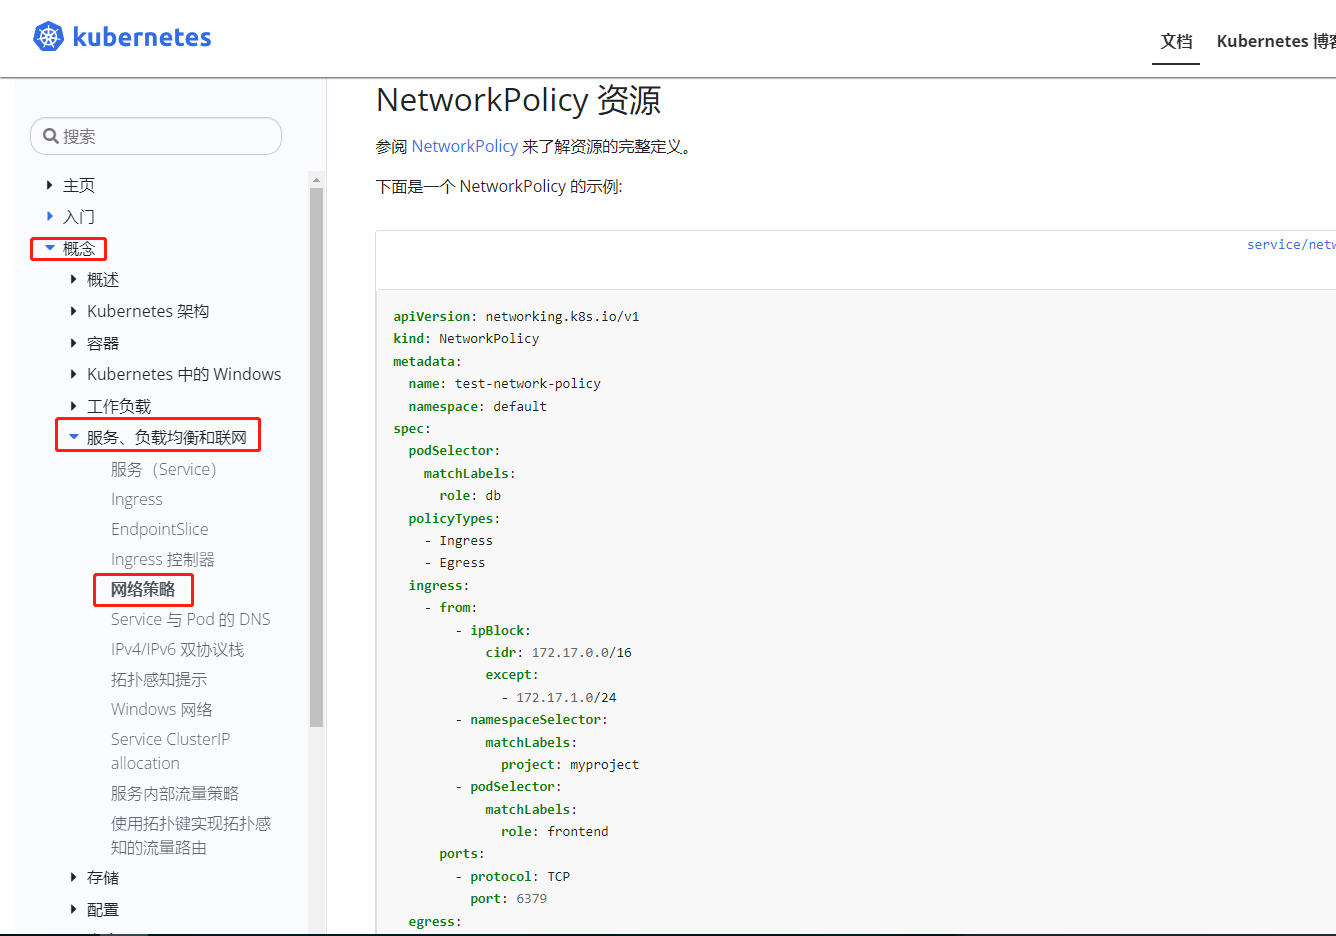 kubernetes
文档
Kubernetes 博客
搜索
主页
入门
概念
概述
Kubernetes 架构
容器
Kubernetes 中的 Windows
工作负载
服务、负载均衡和联网
服务（Service）
Ingress
EndpointSlice
Ingress 控制器
网络策略
Service 与 Pod 的 DNS
IPv4/IPv6 双协议栈
拓扑感知提示
Windows 网络
Service ClusterIP
allocation
服务内部流量策略
使用拓扑键实现拓扑感
知的流量路由
存储
配置
NetworkPolicy 资源
参阅 NetworkPolicy 来了解资源的完整定义。
下面是一个 NetworkPolicy 的示例:
service/netw
apiVersion: networking.k8s.io/v1
kind: NetworkPolicy
metadata:
  name: test-network-policy
  namespace: default
spec:
  podSelector:
    matchLabels:
      role: db
  policyTypes:
    - Ingress
    - Egress
  ingress:
    - from:
        - ipBlock:
            cidr: 172.17.0.0/16
            except:
              - 172.17.1.0/24
        - namespaceSelector:
            matchLabels:
              project: myproject
        - podSelector:
            matchLabels:
              role: frontend
      ports:
        - protocol: TCP
          port: 6379
  egress: